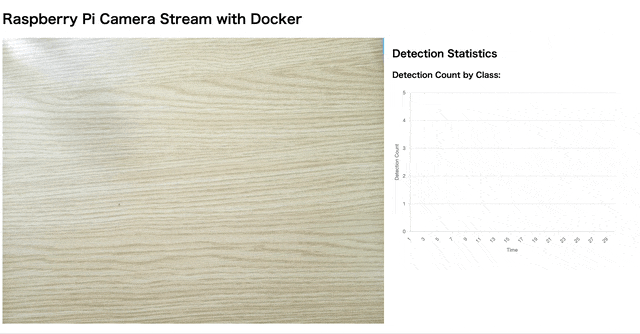 Raspberry Pi Camera Stream with Docker
Detection Statistics
Detection Count by Class:
5
4
3
2
1
0
Detection Count
1 3 5 7 9 11 13 15 17 19 21 23 25 27 29
Time